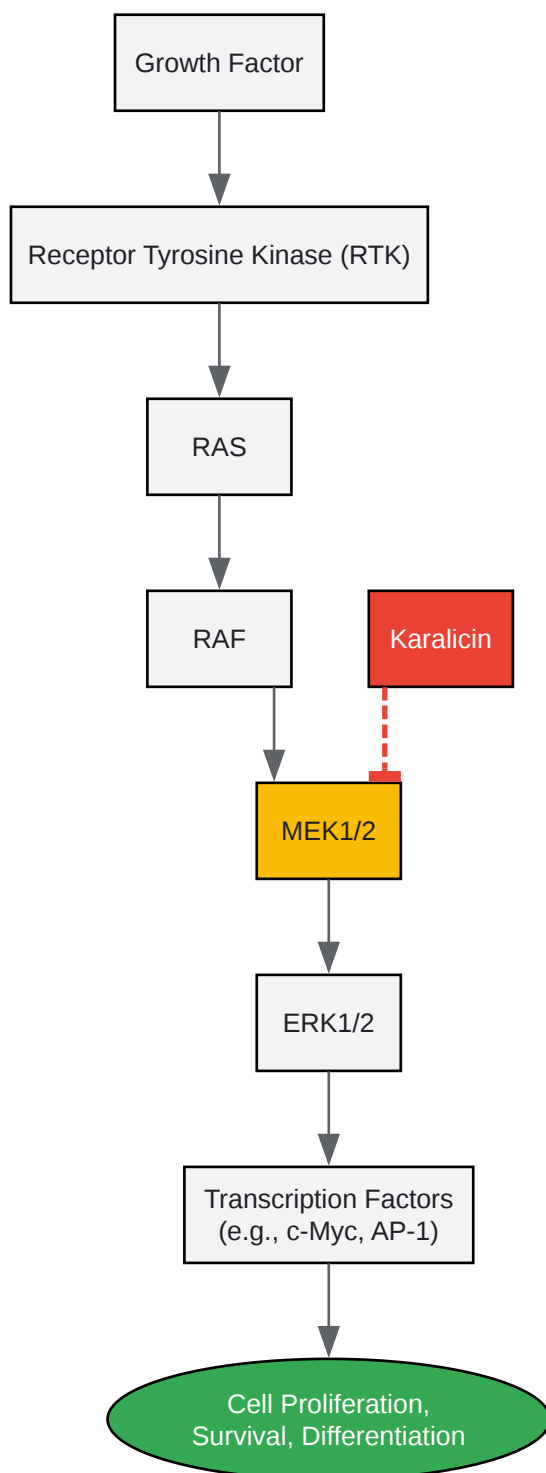 Growth Factor
Receptor Tyrosine Kinase (RTK)
RAS
RAF
Karalicin
MEK1/2
ERK1/2
Transcription Factors
(e.g., c-Myc, AP-1)
Cell Proliferation,
Survival, Differentiation